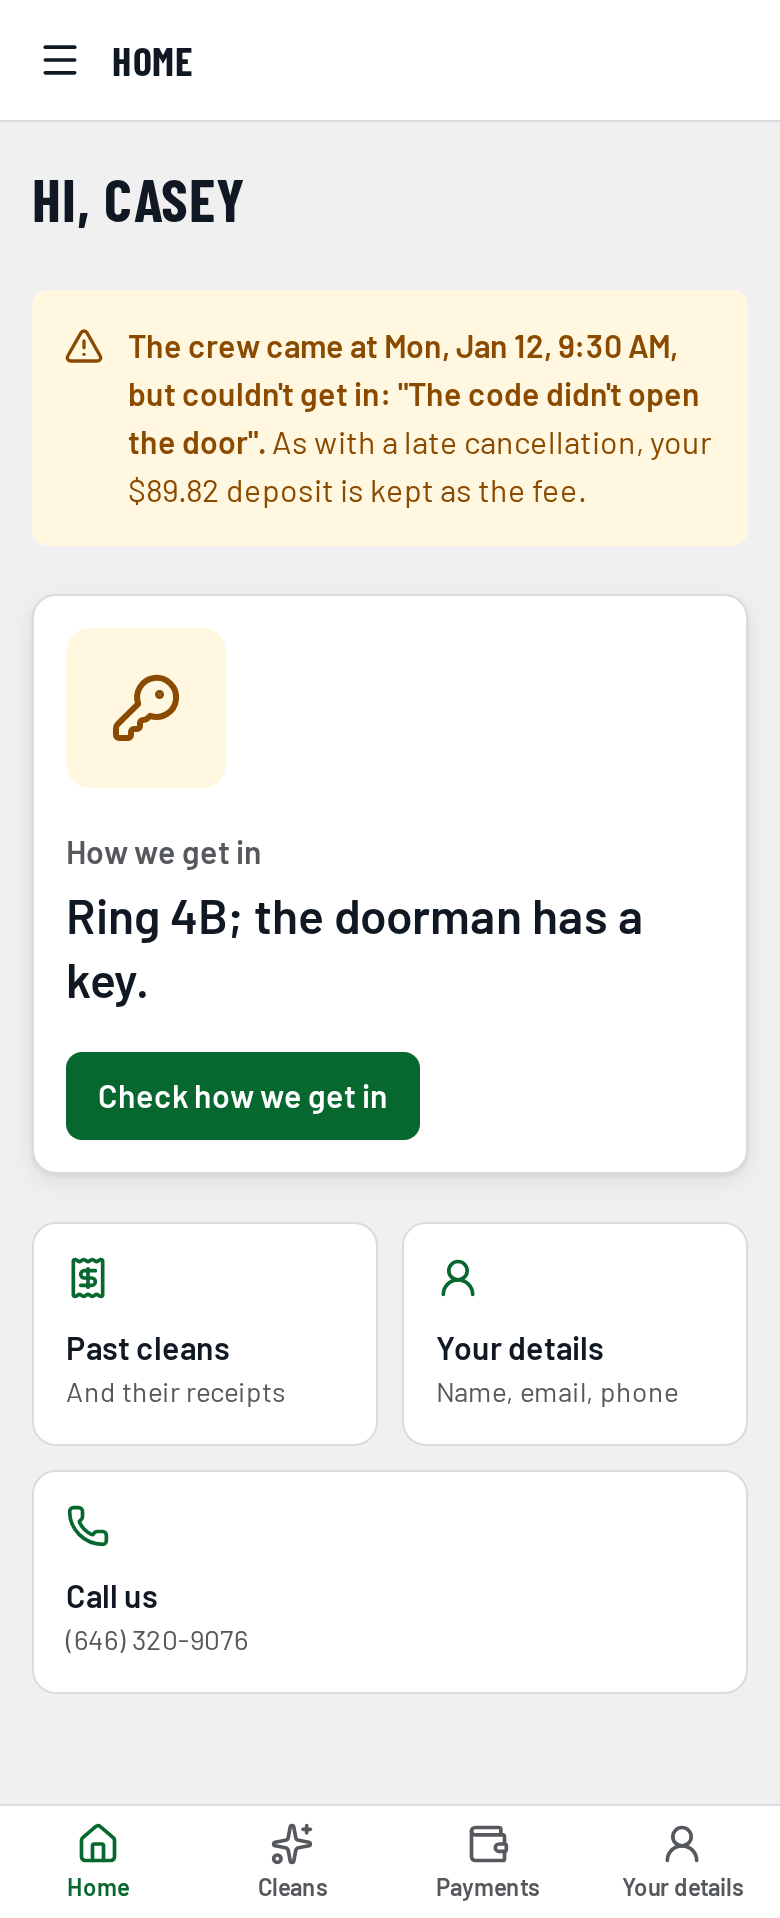 HOME
HI, CASEY
The crew came at Mon, Jan 12, 9:30 AM,
but couldn't get in: "The code didn't open
the door". As with a late cancellation, your
$89.82 deposit is kept as the fee.
How we get in
Ring 4B; the doorman has a
key.
Check how we get in
Past cleans
And their receipts
Your details
Name, email, phone
Call us
(646) 320-9076
Home
Cleans
Payments
Your details